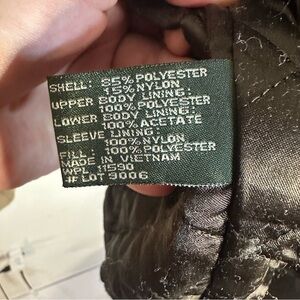 SHELL: 85% POLYESTER
15% NYLON
UPPER BODY LINING:
100% POLYESTER
LOWER BODY LINING:
100% ACETATE
SLEEVE LINING:
100% NYLON
FILL: 100% POLYESTER
MADE IN VIETNAM
WPL 11590
# LOT 9006